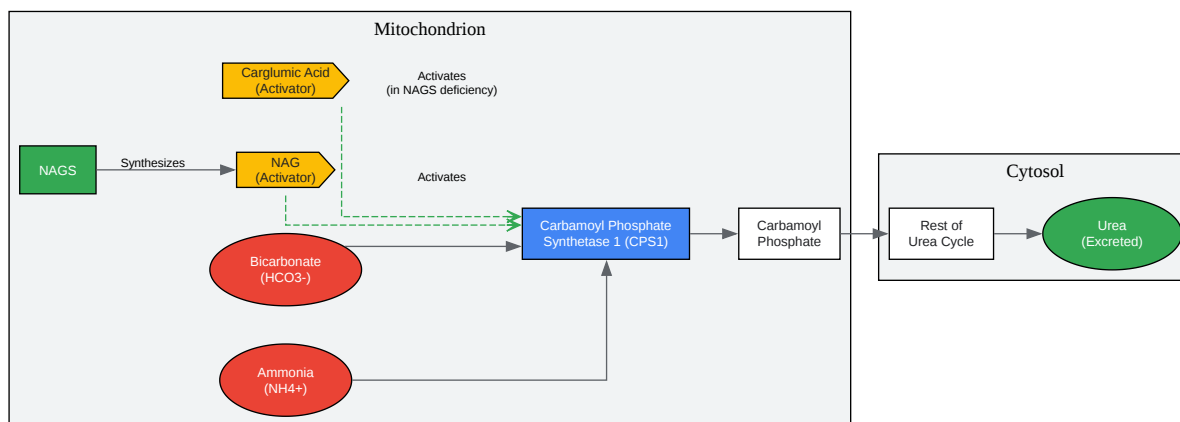 Mitochondrion
Carglumic Acid
(Activator)
Activates
(in NAGS deficiency)
NAGS
Synthesizes
NAG
(Activator)
Activates
Carbamoyl Phosphate
Synthetase 1 (CPS1)
Carbamoyl
Phosphate
Bicarbonate
(HCO3-)
Ammonia
(NH4+)
Cytosol
Rest of
Urea Cycle
Urea
(Excreted)